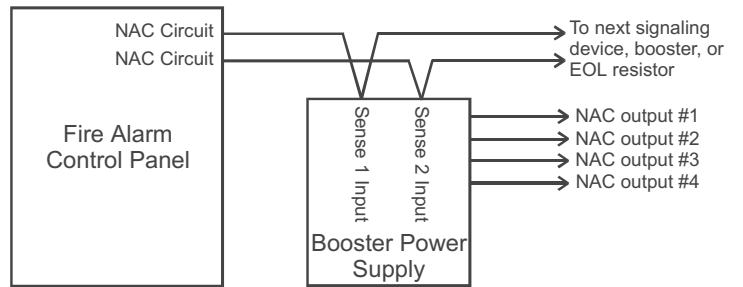 NAC Circuit
NAC Circuit
Fire Alarm
Control Panel
To next signaling
device, booster, or
EOL resistor
Sense 1 Input
Sense 2 Input
Booster Power
Supply
NAC output #1
NAC output #2
NAC output #3
NAC output #4